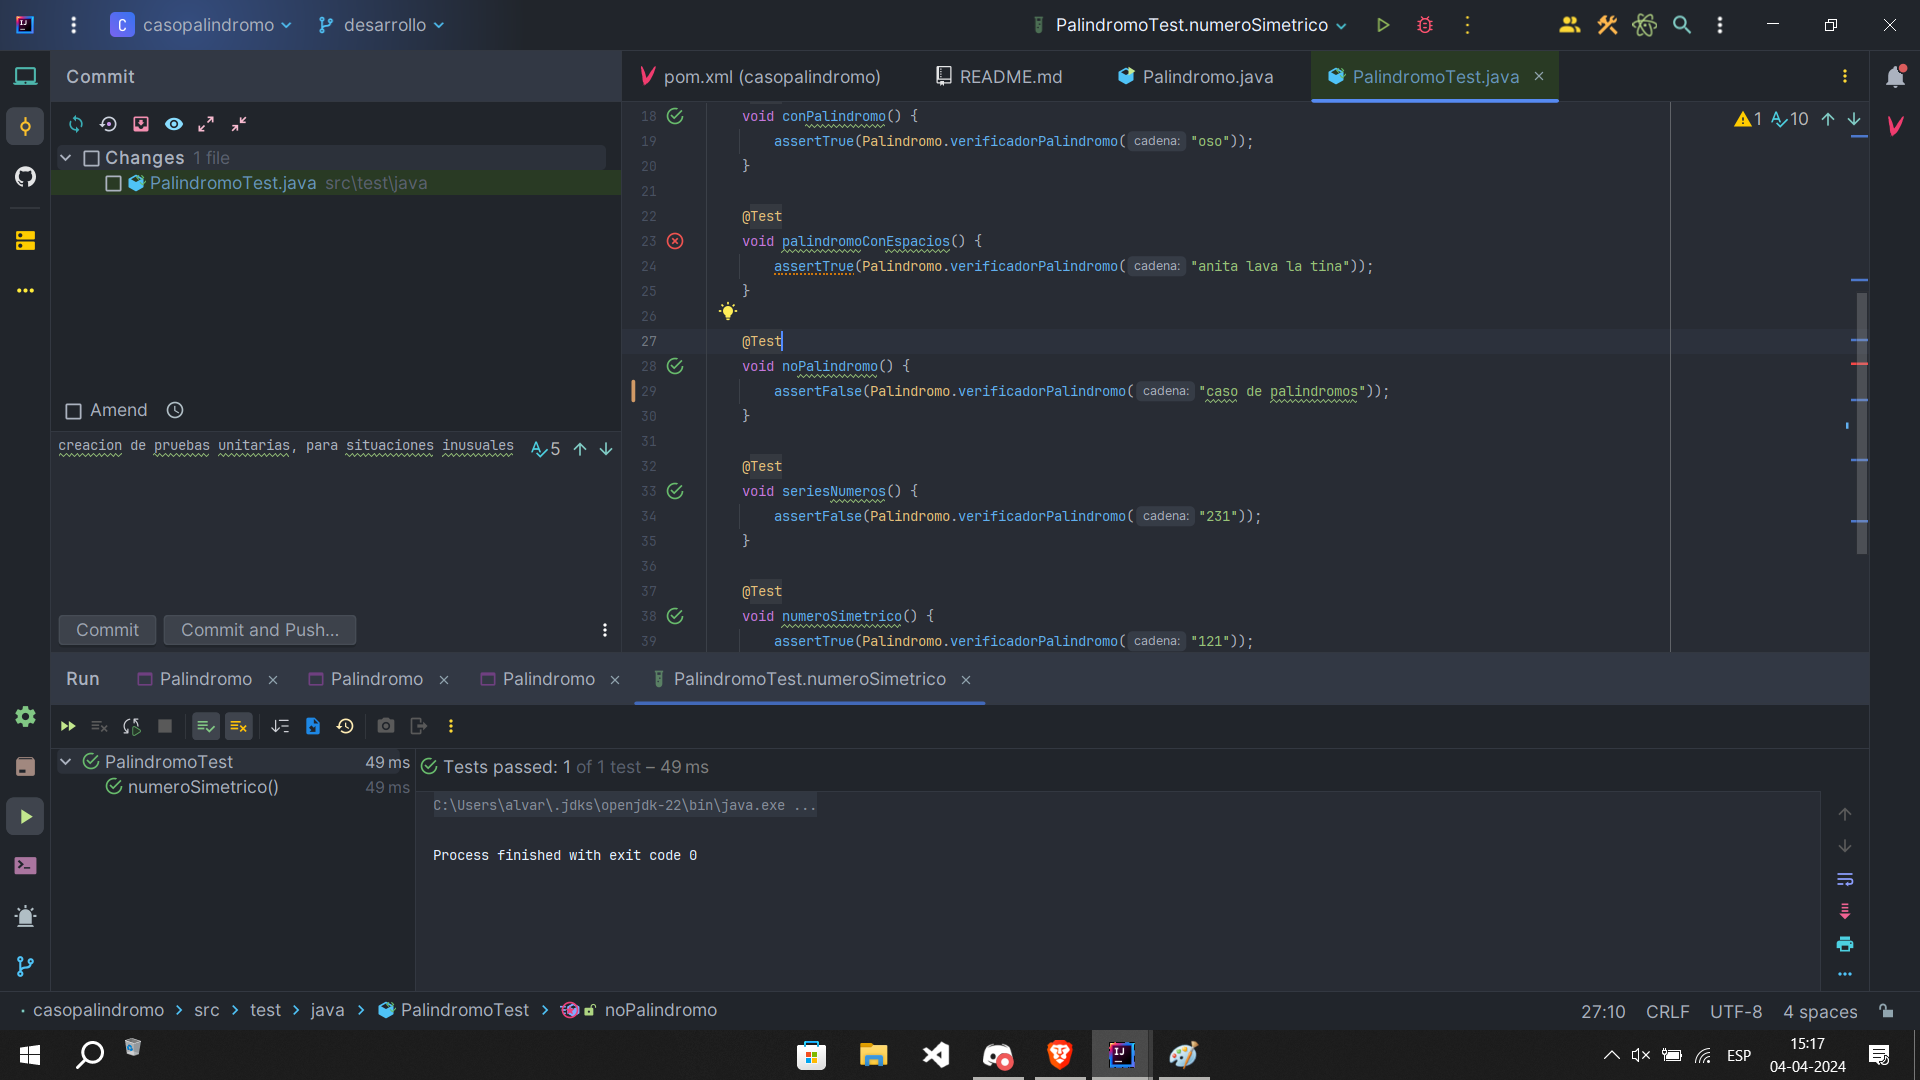 C casopalindromo desarrollo PalindromoTest.numeroSimetrico
Commit
pom.xml (casopalindromo) README.md Palindromo.java PalindromoTest.java
Changes 1 file
PalindromoTest.java src\test\java
Amend
creacion de pruebas unitarias, para situaciones inusuales 5
Commit Commit and Push...
1 10
18 void conPalindromo() {
19 assertTrue(Palindromo.verificadorPalindromo( cadena: "oso"));
20 }
21
22 @Test
23 void palindromoConEspacios() {
24 assertTrue(Palindromo.verificadorPalindromo( cadena: "anita lava la tina"));
25 }
26
27 @Test
28 void noPalindromo() {
29 assertFalse(Palindromo.verificadorPalindromo( cadena: "caso de palindromos"));
30 }
31
32 @Test
33 void seriesNumeros() {
34 assertFalse(Palindromo.verificadorPalindromo( cadena: "231"));
35 }
36
37 @Test
38 void numeroSimetrico() {
39 assertTrue(Palindromo.verificadorPalindromo( cadena: "121"));
Run Palindromo Palindromo Palindromo PalindromoTest.numeroSimetrico
PalindromoTest 49 ms
numeroSimetrico() 49 ms
Tests passed: 1 of 1 test – 49 ms
C:\Users\alvar\.jdks\openjdk-22\bin\java.exe ...
Process finished with exit code 0
casopalindromo > src > test > java > PalindromoTest > noPalindromo
27:10 CRLF UTF-8 4 spaces
ESP
15:17
04-04-2024